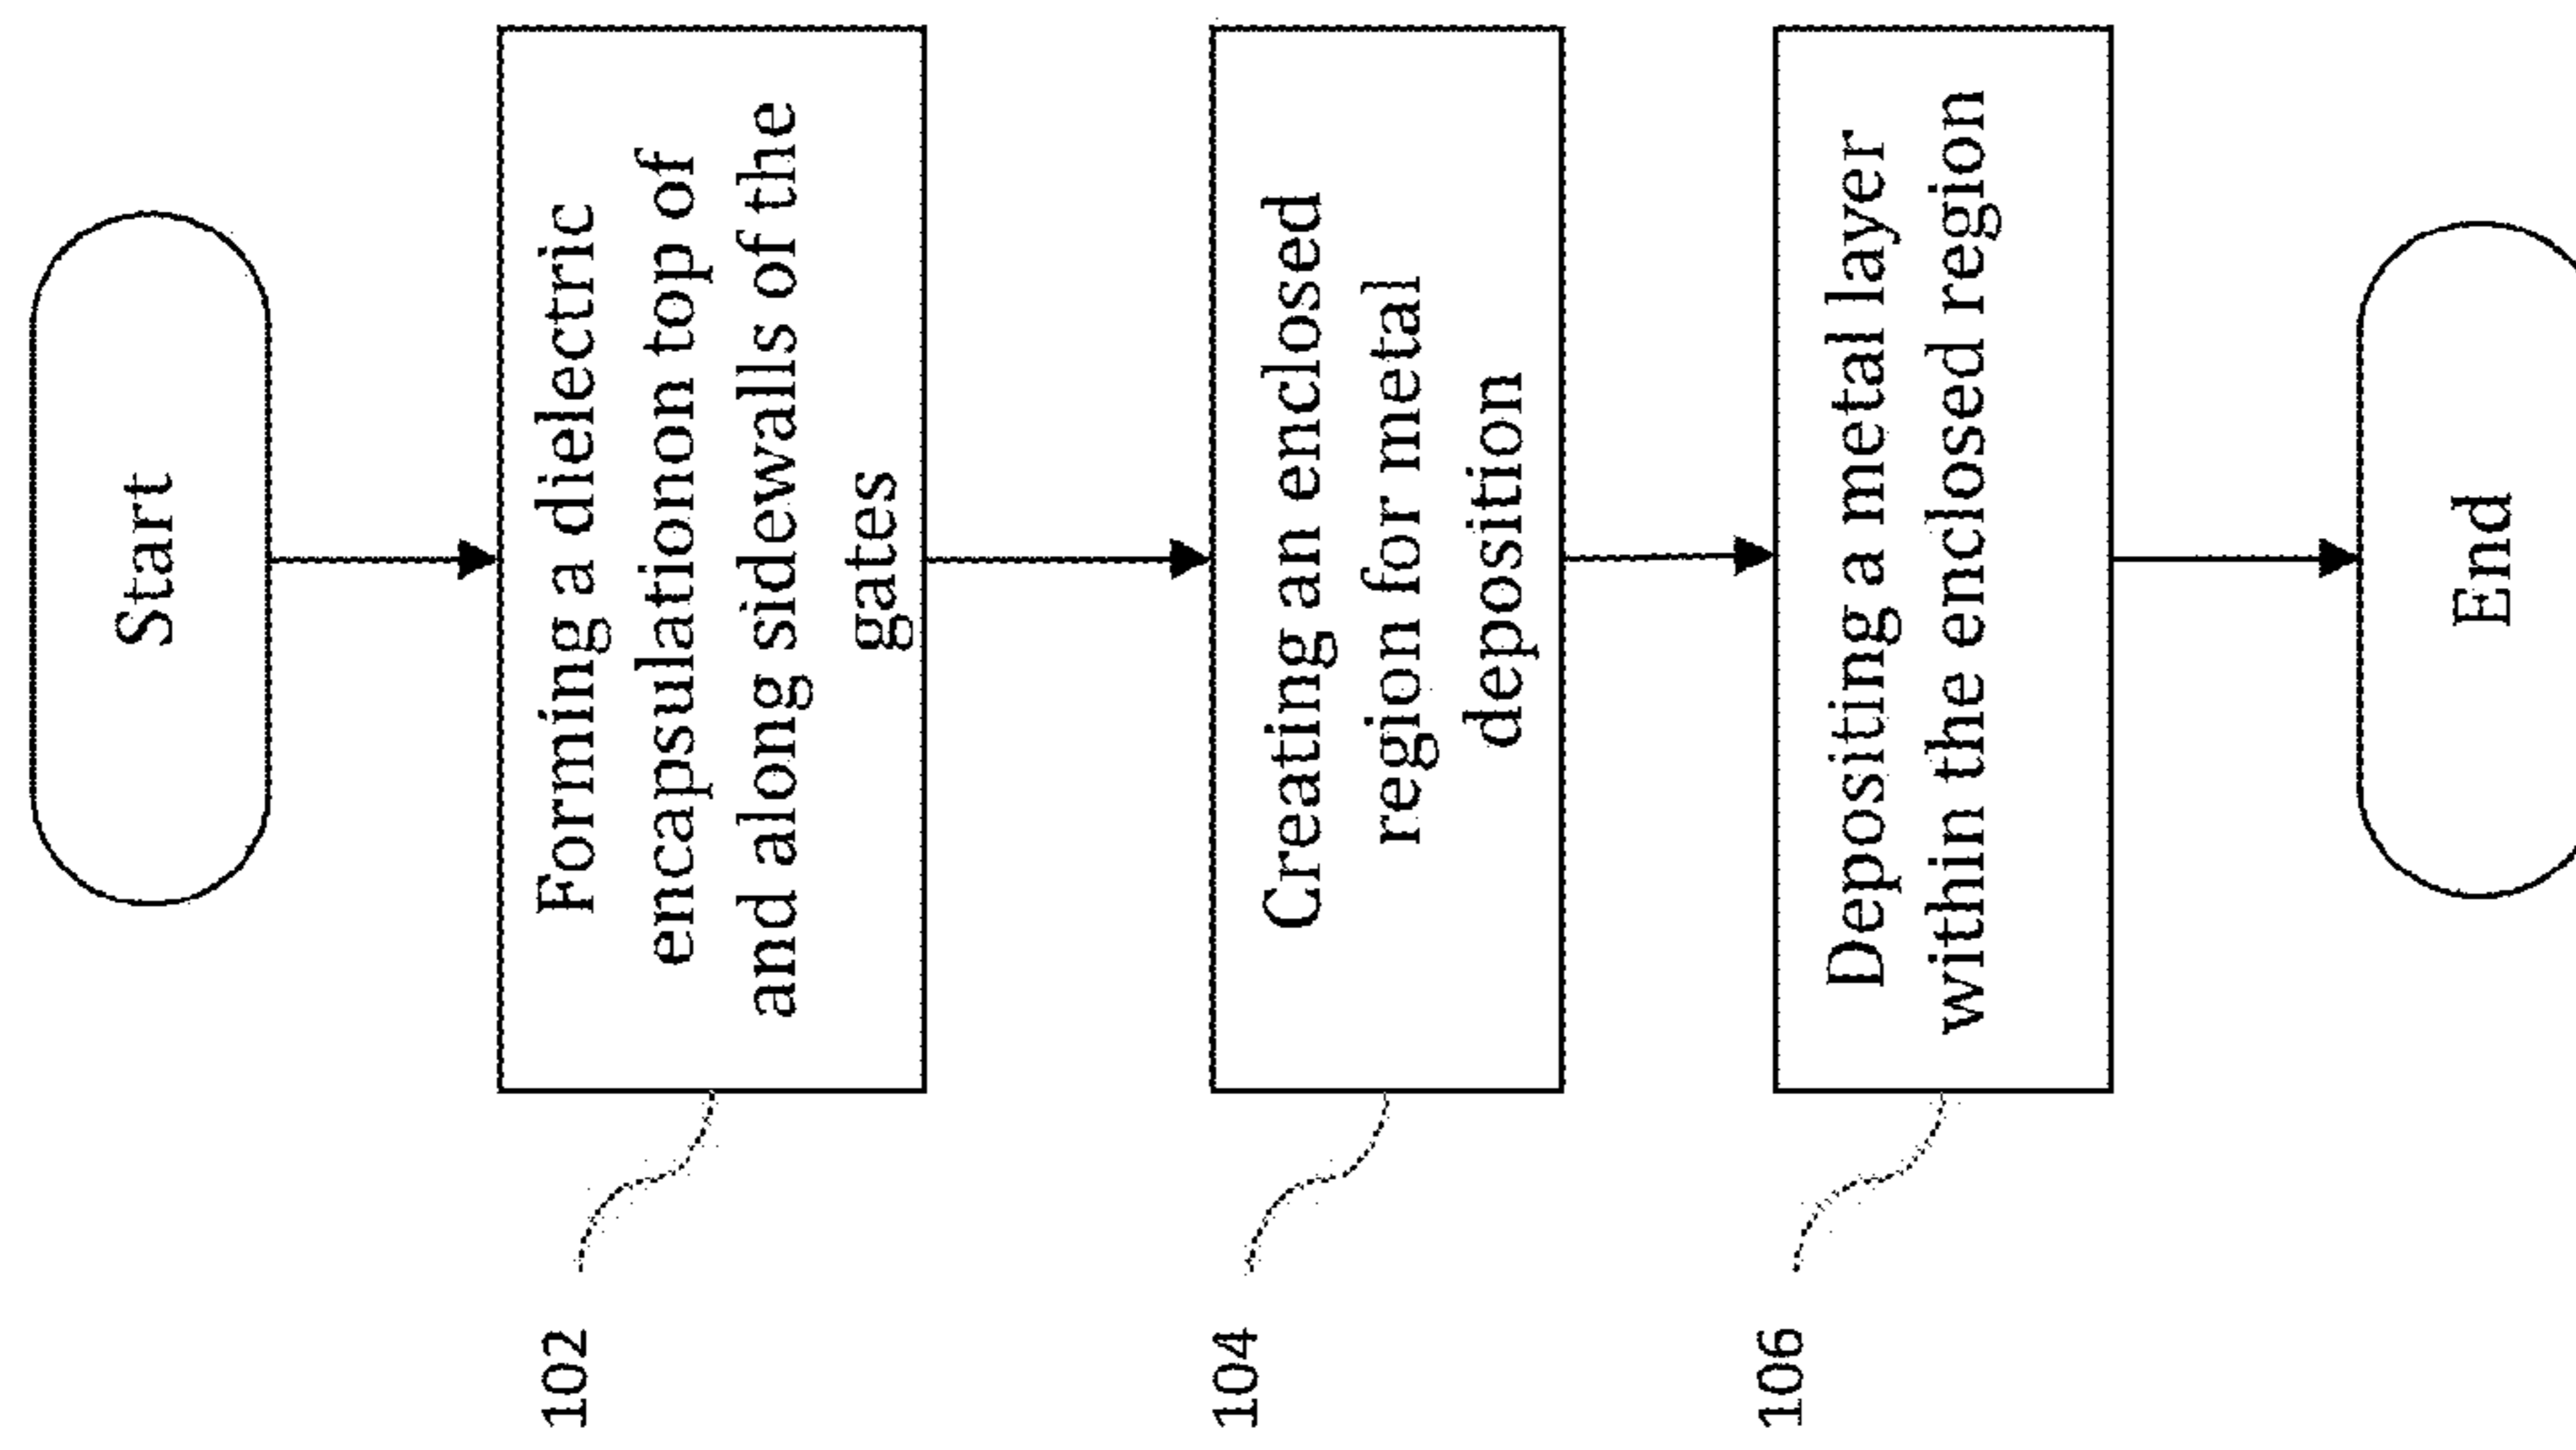 Start
102
Forming a dielectric
encapsulationon top of
and along sidewalls of the
gates
104
Creating an enclosed
region for metal
deposition
106
Depositing a metal layer
within the enclosed region
End